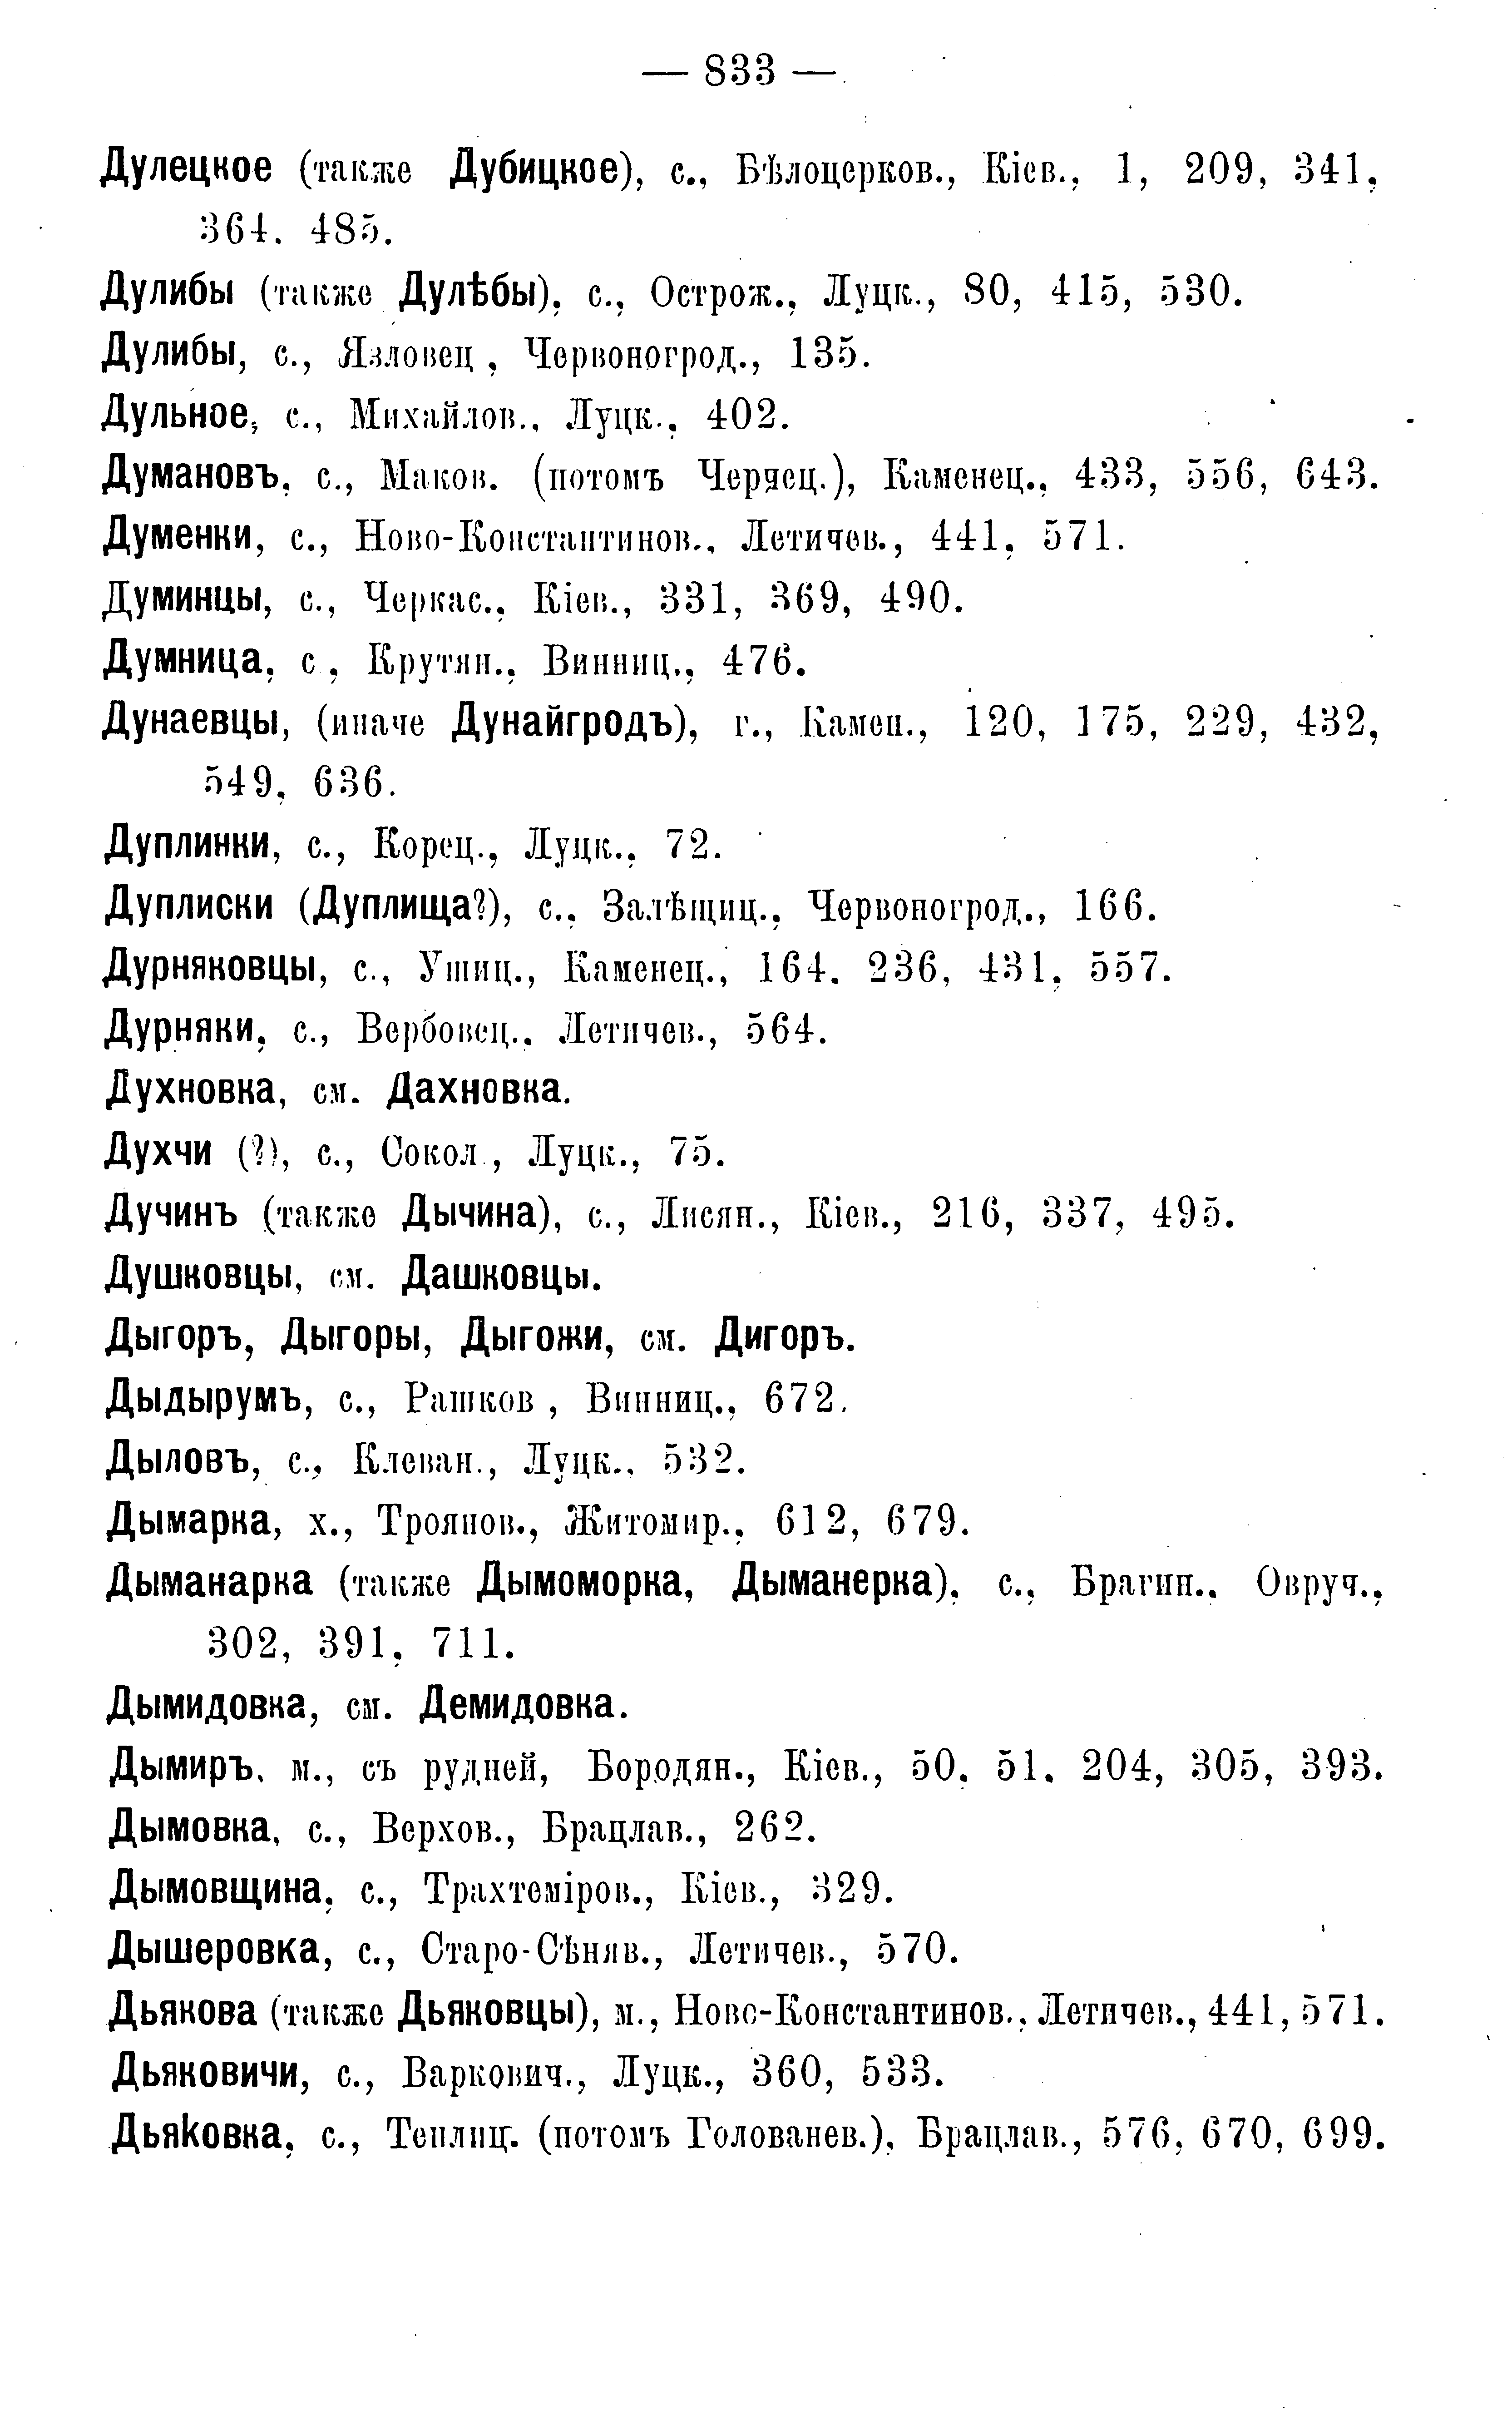 — 833 —
Дулецкое (также Дубицкое), с., Бѣлоцерков., Кіев., 1, 209, 341,
364, 485.
Дулибы (также Дулѣбы), с., Острож., Луцк., 80, 415, 530.
Дулибы, с., Язловец , Червоногрод., 135.
Дульное, с., Михайлов., Луцк., 402.
Думановъ, с., Маков. (потомъ Черяец.), Каменец., 433, 556, 643.
Думенки, с., Ново-Константинов., Летичев., 441, 571.
Думинцы, с., Черкас., Кіев., 331, 369, 490.
Думница, с , Крутян., Винниц., 476.
Дунаевцы, (иначе Дунайгродъ), г., Камен., 120, 175, 229, 432,
549, 636.
Дуплинки, с., Корец., Луцк., 72.
Дуплиски (Дуплища?), с., Залѣщиц., Червоногрод., 166.
Дурняковцы, с., Ушиц., Каменец., 164. 236, 431, 557.
Дурняки, с., Вербовец., Летичев., 564.
Духновка, см. Дахновка.
Духчи (?), с., Сокол., Луцк., 75.
Дучинъ (также Дычина), с., Лисян., Кіев., 216, 337, 495.
Душковцы, см. Дашковцы.
Дыгоръ, Дыгоры, Дыгожи, см. Дигоръ.
Дыдырумъ, с., Рашков , Винниц., 672.
Дыловъ, с., Клеван., Луцк., 532.
Дымарка, х., Троянов., Житомир., 612, 679.
Дыманарка (также Дымоморка, Дыманерка), с., Брагин., Овруч.,
302, 391, 711.
Дымидовка, см. Демидовка.
Дымиръ, м., съ рудней, Бородян., Кіев., 50, 51, 204, 305, 393.
Дымовка, с., Верхов., Брацлав., 262.
Дымовщина, с., Трахтеміров., Кіев., 329.
Дышеровка, с., Старо-Сѣняв., Летичев., 570.
Дьякова (также Дьяковцы), м., Ново-Константинов., Летичев., 441, 571.
Дьяковичи, с., Варкович., Луцк., 360, 533.
Дьяковка, с., Теплиц. (потомъ Голованев.), Брацлав., 576, 670, 699.